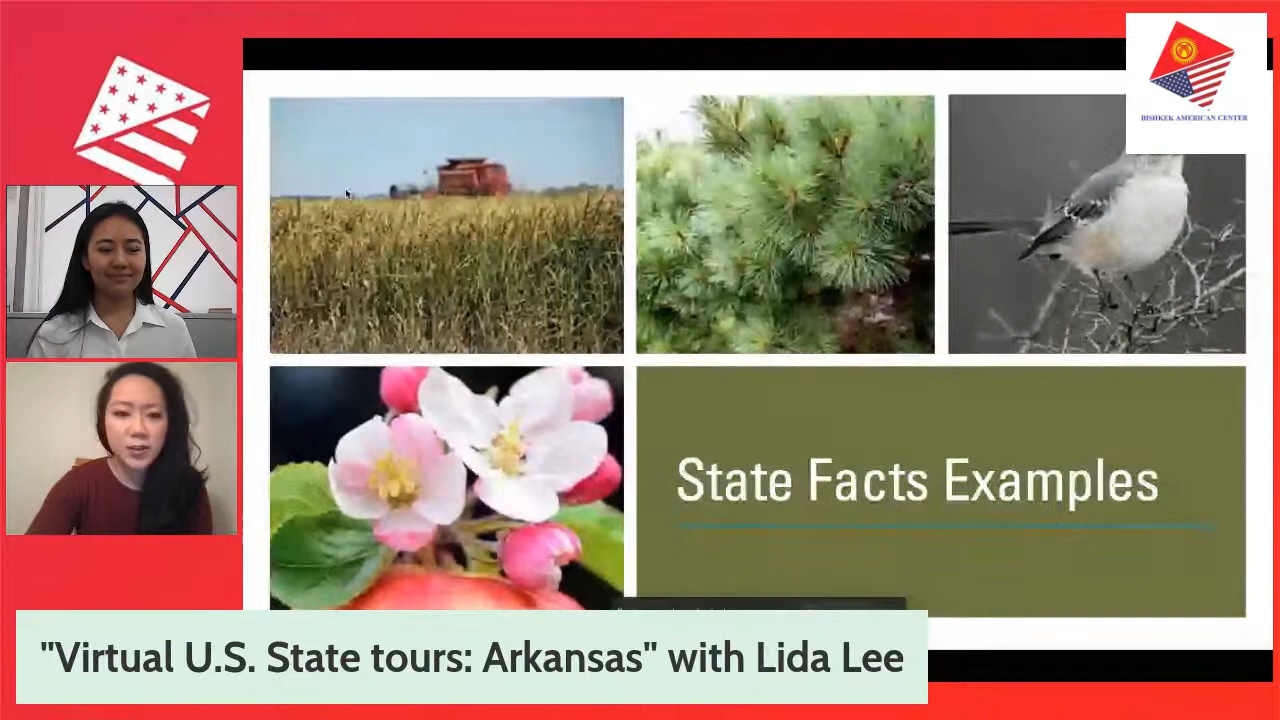 BISHKEK AMERICAN CENTER
State Facts Examples
"Virtual U.S. State tours: Arkansas" with Lida Lee